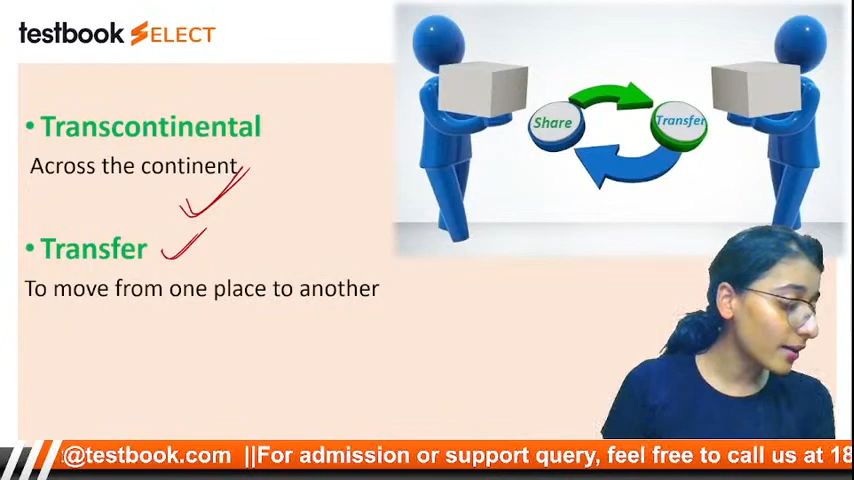 testbook SELECT
• Transcontinental
Across the continent
• Transfer
To move from one place to another
Share
Transfer
@testbook.com ||For admission or support query, feel free to call us at 18